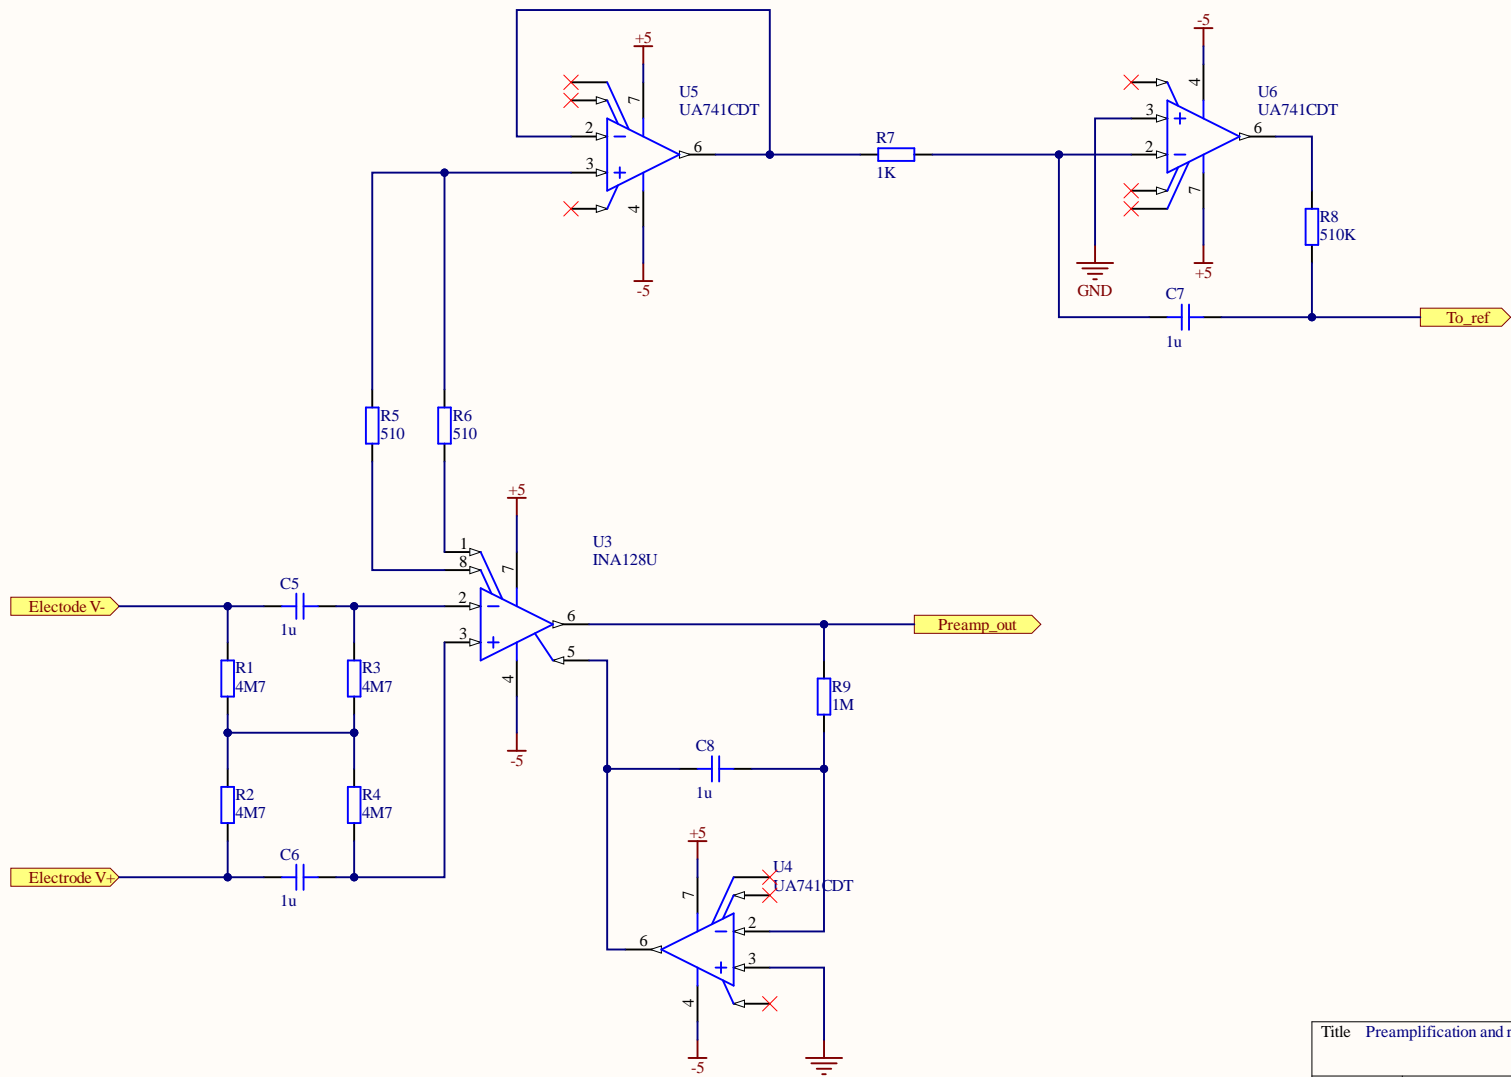 +5
-5
U5
UA741CDT
7
2
3
6
4
-5
R7
1K
U6
UA741CDT
4
3
2
6
7
+5
GND
R8
510K
C7
1u
To_ref
R5
510
R6
510
+5
U3
INA128U
1
8
7
2
3
6
5
4
-5
Electode V-
C5
1u
R1
4M7
R3
4M7
R2
4M7
R4
4M7
Electrode V+
C6
1u
Preamp_out
R9
1M
C8
1u
+5
U4
UA741CDT
7
2
3
6
4
-5
Title Preamplification and r